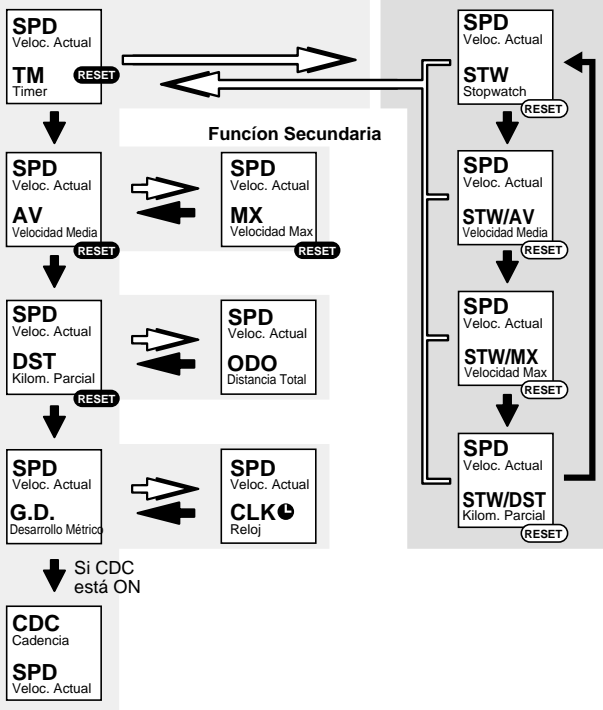 SPD
Veloc. Actual
TM
RESET
Timer
SPD
Veloc. Actual
STW
Stopwatch
RESET
Funcíon Secundaria
SPD
Veloc. Actual
AV
Velocidad Media
RESET
SPD
Veloc. Actual
MX
Velocidad Max
RESET
SPD
Veloc. Actual
STW/AV
Velocidad Media
RESET
SPD
Veloc. Actual
DST
Kilom. Parcial
RESET
SPD
Veloc. Actual
ODO
Distancia Total
SPD
Veloc. Actual
STW/MX
Velocidad Max
RESET
SPD
Veloc. Actual
G.D.
Desarrollo Métrico
SPD
Veloc. Actual
CLK
Reloj
SPD
Veloc. Actual
STW/DST
Kilom. Parcial
RESET
Si CDC
está ON
CDC
Cadencia
SPD
Veloc. Actual